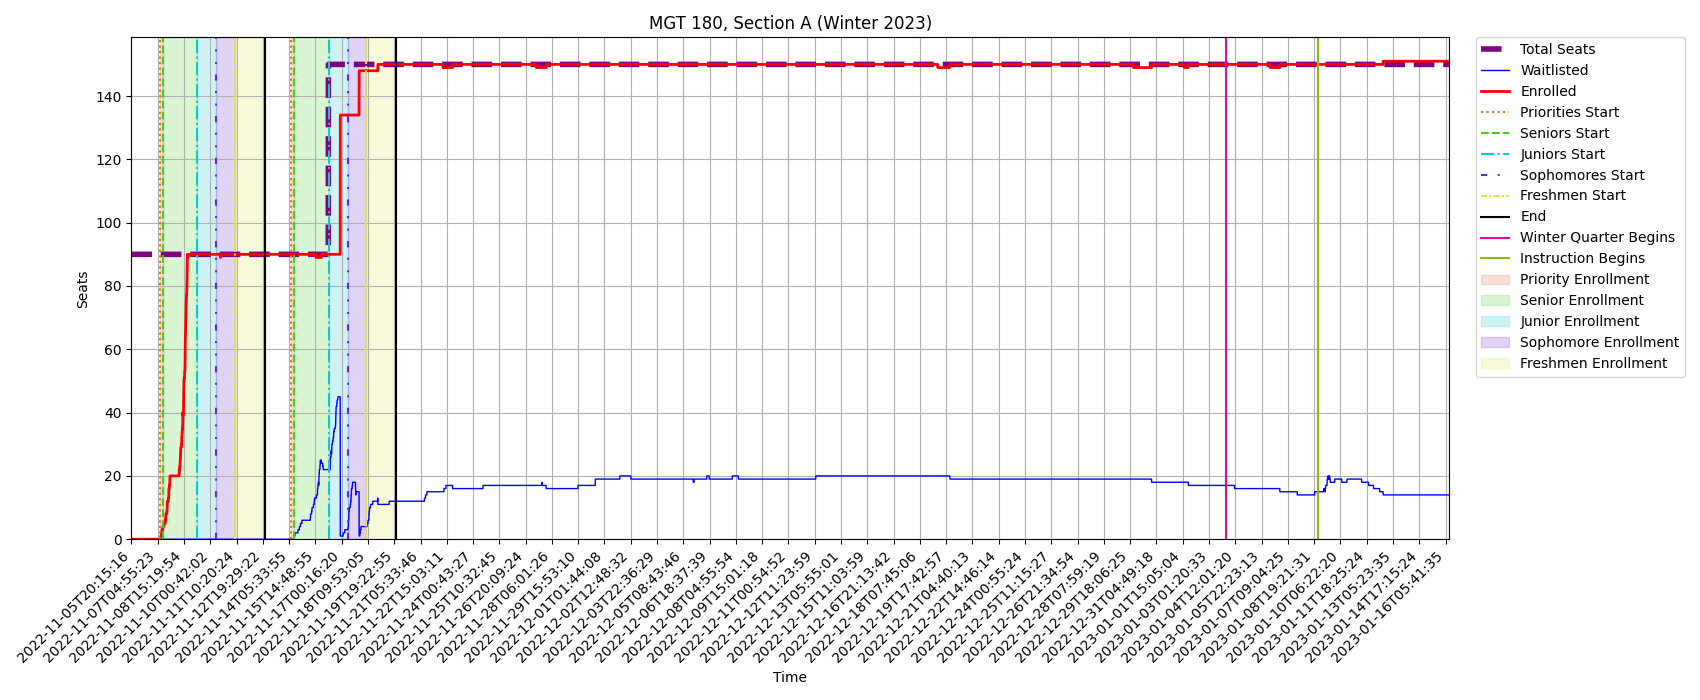 MGT 180, Section A (Winter 2023)
Total Seats
Waitlisted
Enrolled
Priorities Start
Seniors Start
Juniors Start
Sophomores Start
Freshmen Start
End
Winter Quarter Begins
Instruction Begins
Priority Enrollment
Senior Enrollment
Junior Enrollment
Sophomore Enrollment
Freshmen Enrollment
Seats
140
120
100
80
60
40
20
0
2022-11-05T20:15:16
2022-11-07T04:55:23
2022-11-08T15:19:54
2022-11-10T00:42:02
2022-11-11T10:20:24
2022-11-12T19:29:22
2022-11-14T05:33:55
2022-11-15T14:48:55
2022-11-17T00:16:20
2022-11-18T09:53:05
2022-11-19T19:22:55
2022-11-21T05:33:46
2022-11-22T15:03:11
2022-11-24T00:43:27
2022-11-25T10:32:45
2022-11-26T20:09:24
2022-11-28T06:01:26
2022-11-29T15:53:10
2022-12-01T01:44:08
2022-12-02T12:48:32
2022-12-03T22:36:29
2022-12-05T08:43:46
2022-12-06T18:37:39
2022-12-08T04:55:54
2022-12-09T15:01:18
2022-12-11T00:54:52
2022-12-12T11:23:59
2022-12-13T55:01
2022-12-15T11:03:59
2022-12-16T21:13:42
2022-12-18T07:45:06
2022-12-19T17:42:57
2022-12-21T04:40:13
2022-12-22T14:46:14
2022-12-24T00:55:24
2022-12-25T11:15:27
2022-12-26T21:34:54
2022-12-28T07:59:19
2022-12-29T18:06:25
2022-12-31T04:49:18
2023-01-01T15:05:04
2023-01-03T01:20:33
2023-01-04T12:01:20
2023-01-05T22:23:13
2023-01-07T09:04:25
2023-01-08T19:21:31
2023-01-10T06:22:20
2023-01-11T18:25:24
2023-01-13T05:23:35
2023-01-14T17:15:24
2023-01-16T05:41:35
Time